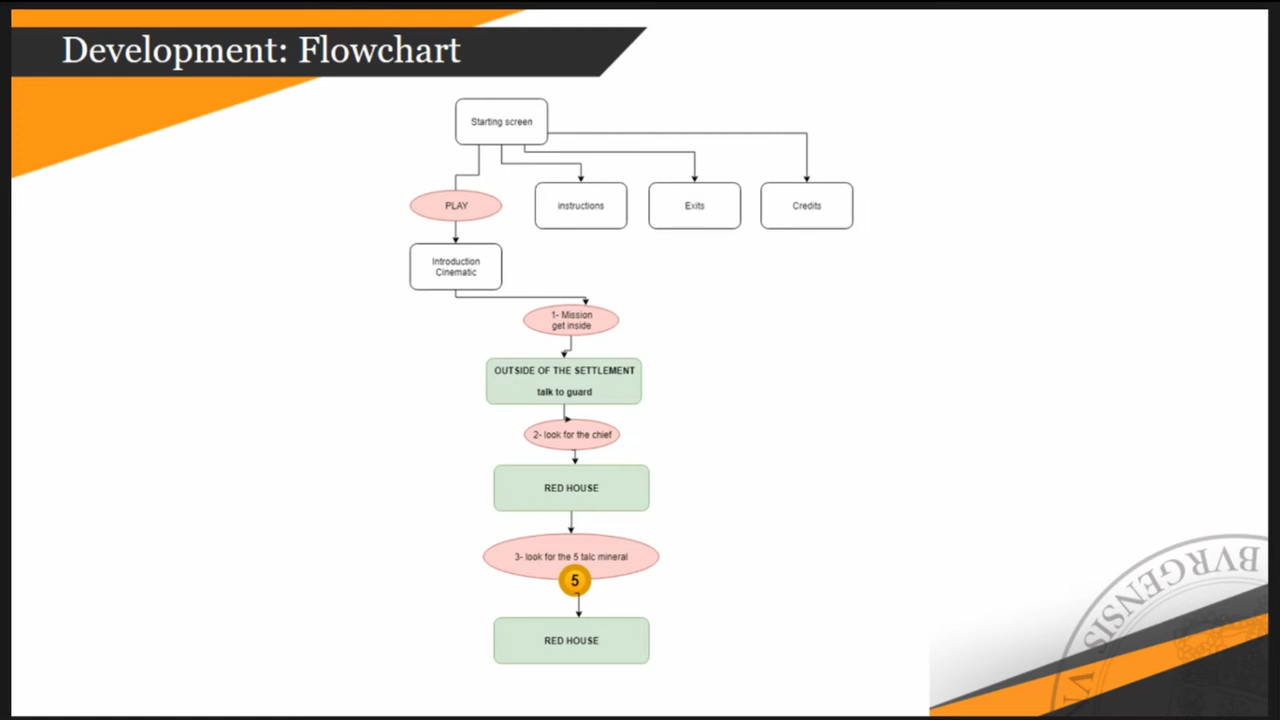 Development: Flowchart
Starting screen
PLAY
instructions
Exits
Credits
Introduction
Cinematic
1- Mission
get inside
OUTSIDE OF THE SETTLEMENT
talk to guard
2- look for the chief
RED HOUSE
3- look for the 5 talc mineral
5
RED HOUSE
BVRGENSIS